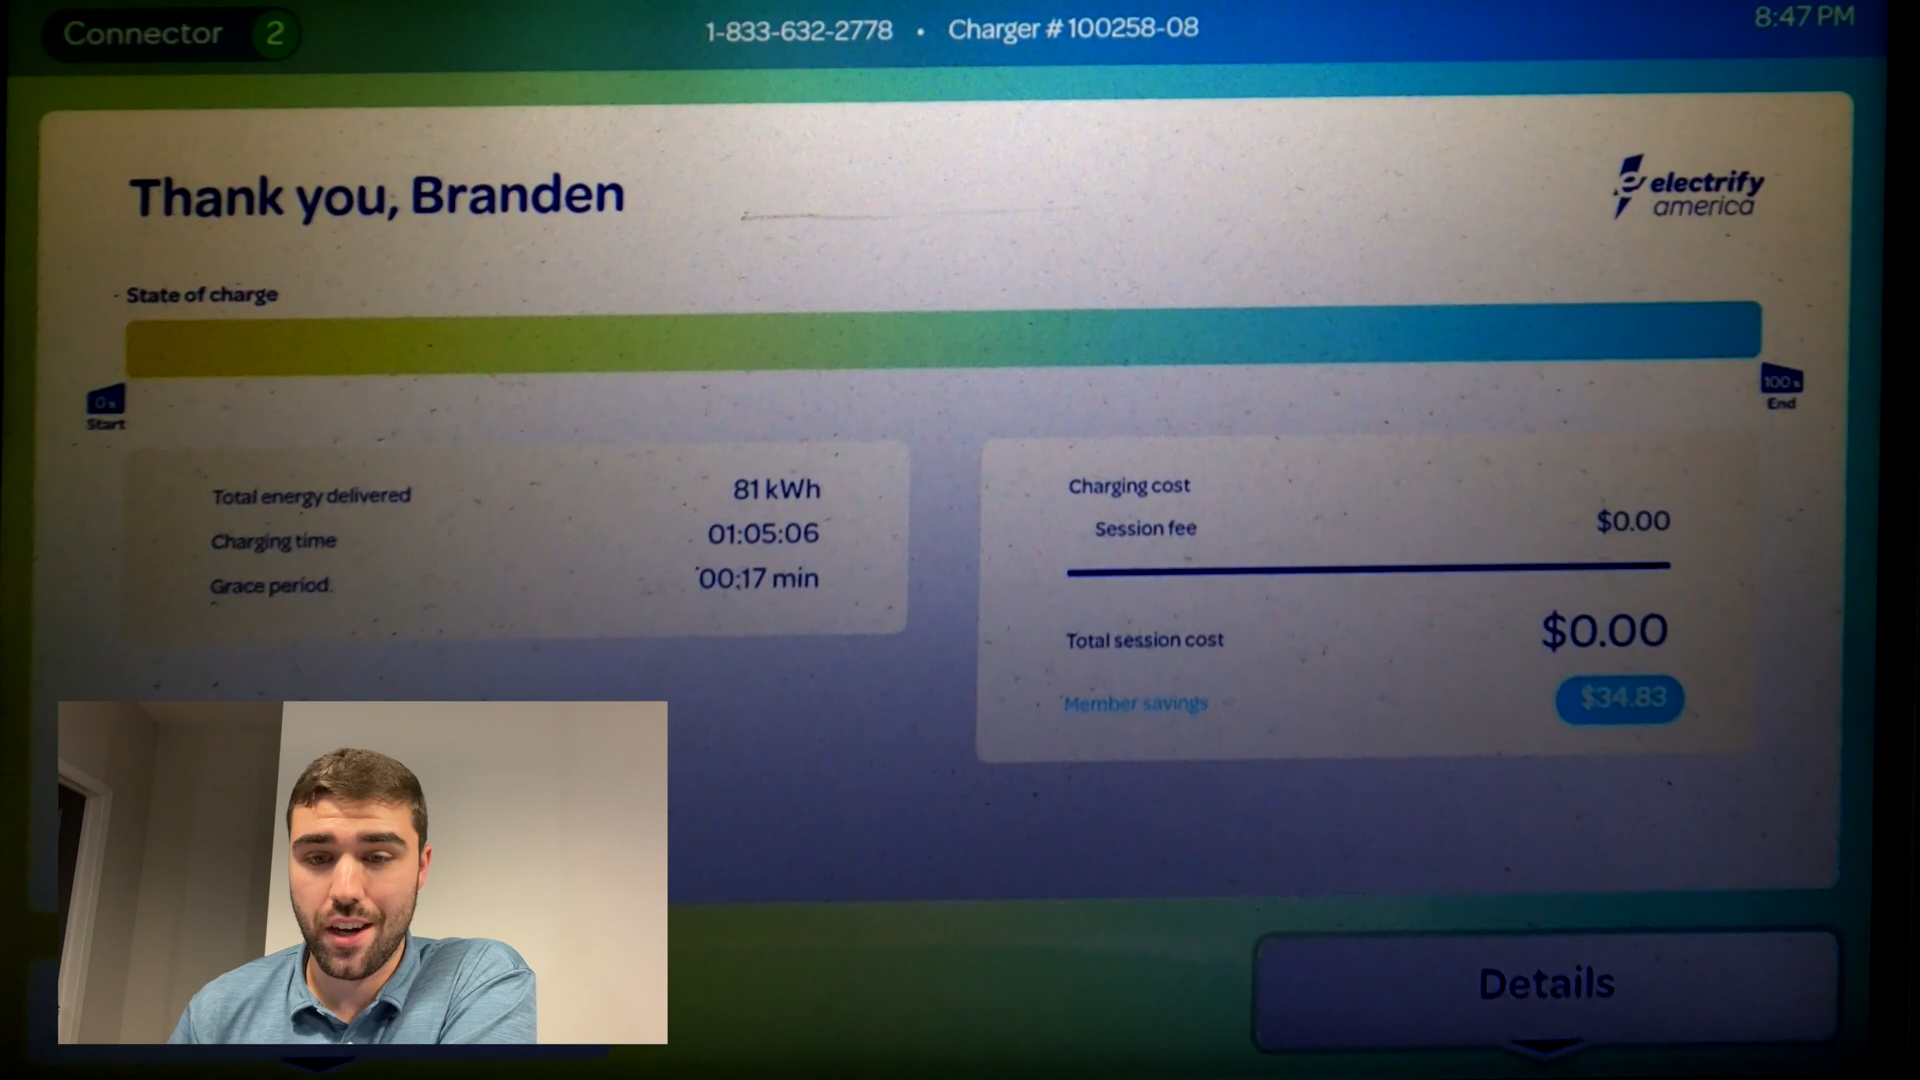 Connector 2
1-833-632-2778 • Charger # 100258-08
8:47 PM
Thank you, Branden
electrify
america
State of charge
0%
Start
100%
End
Total energy delivered 81 kWh
Charging time 01:05:06
Grace period. 00:17 min
Charging cost
Session fee $0.00
Total session cost $0.00
Member savings $34.83
Details